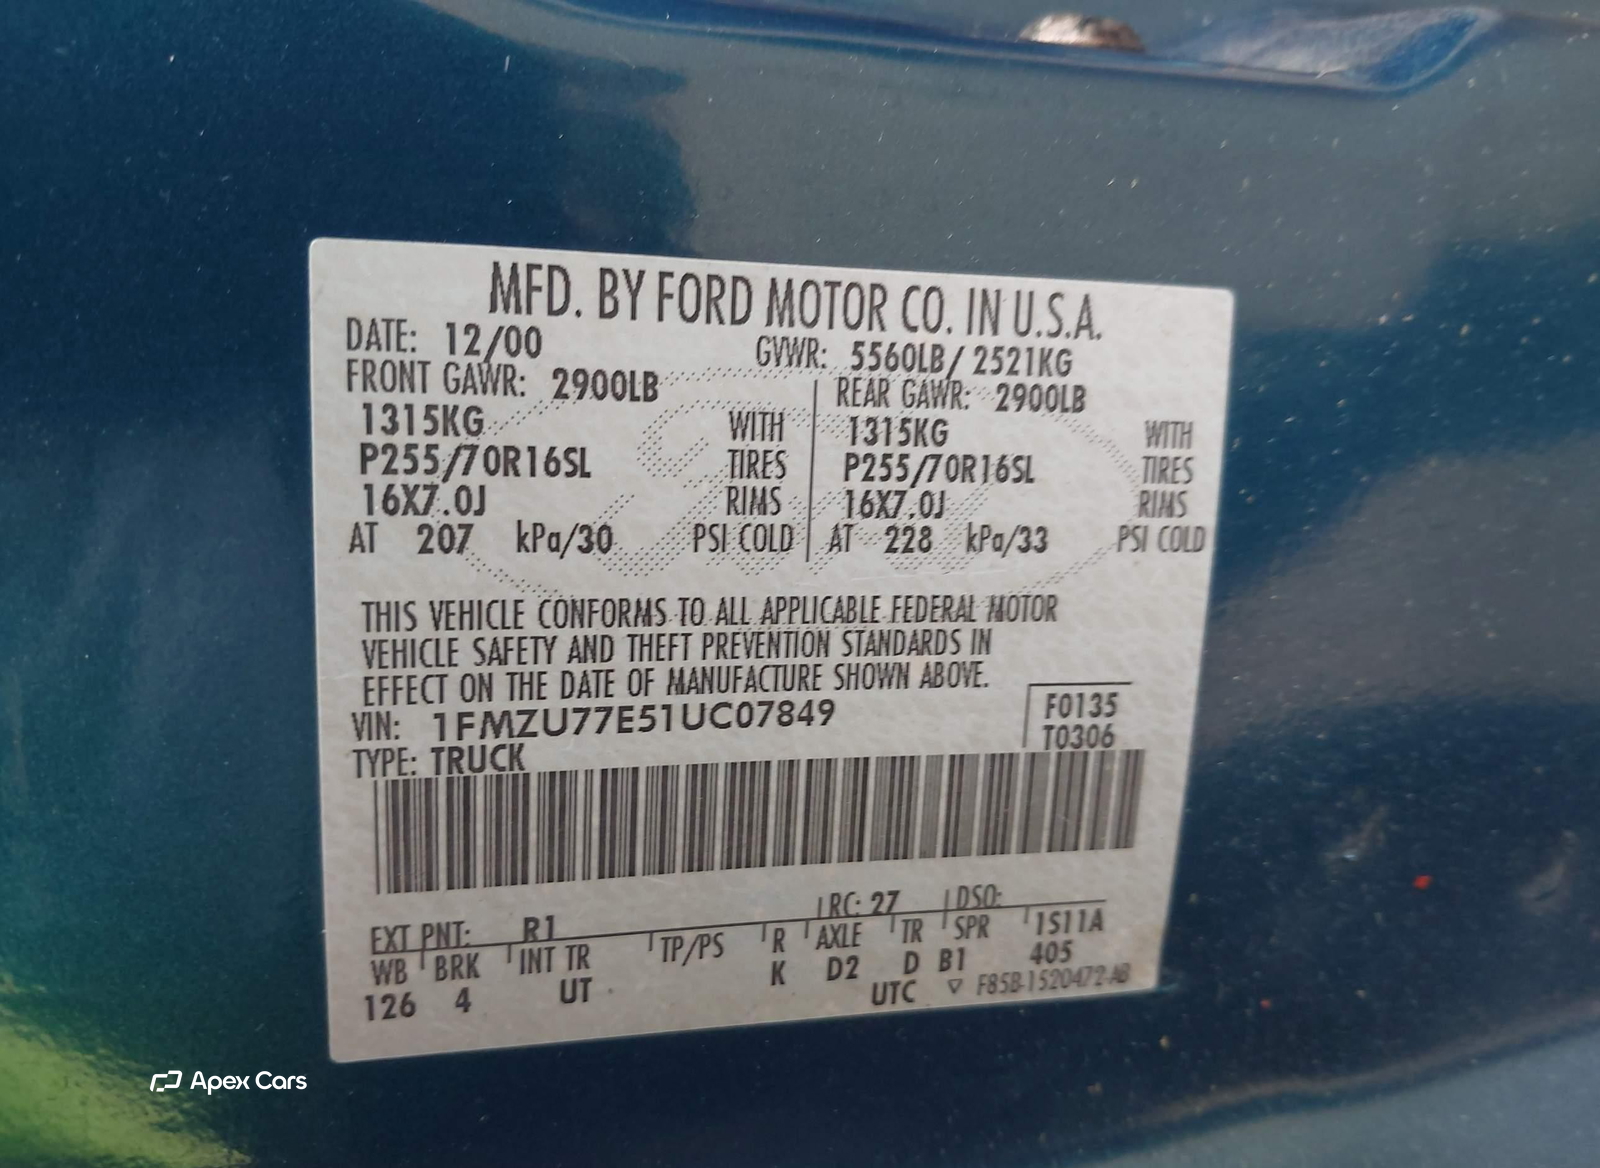 MFD. BY FORD MOTOR CO. IN U.S.A.
DATE: 12/00 GVWR: 5560LB/ 2521KG
FRONT GAWR: 2900LB REAR GAWR: 2900LB
1315KG WITH 1315KG WITH
P255/70R16SL TIRES P255/70R16SL TIRES
16X7.0J RIMS 16X7.0J RIMS
AT 207 kPa/30 PSI COLD AT 228 kPa/33 PSI COLD
THIS VEHICLE CONFORMS TO ALL APPLICABLE FEDERAL MOTOR
VEHICLE SAFETY AND THEFT PREVENTION STANDARDS IN
EFFECT ON THE DATE OF MANUFACTURE SHOWN ABOVE.
VIN: 1FMZU77E51UC07849 F0135
TYPE: TRUCK T0306
EXT PNT: R1 RC: 27 DSO:
WB BRK INT TR TP/PS R AXLE TR SPR 1S11A
126 4 UT K D2 D B1 405
UTC ▽ F85B-1520472-AB
Apex Cars